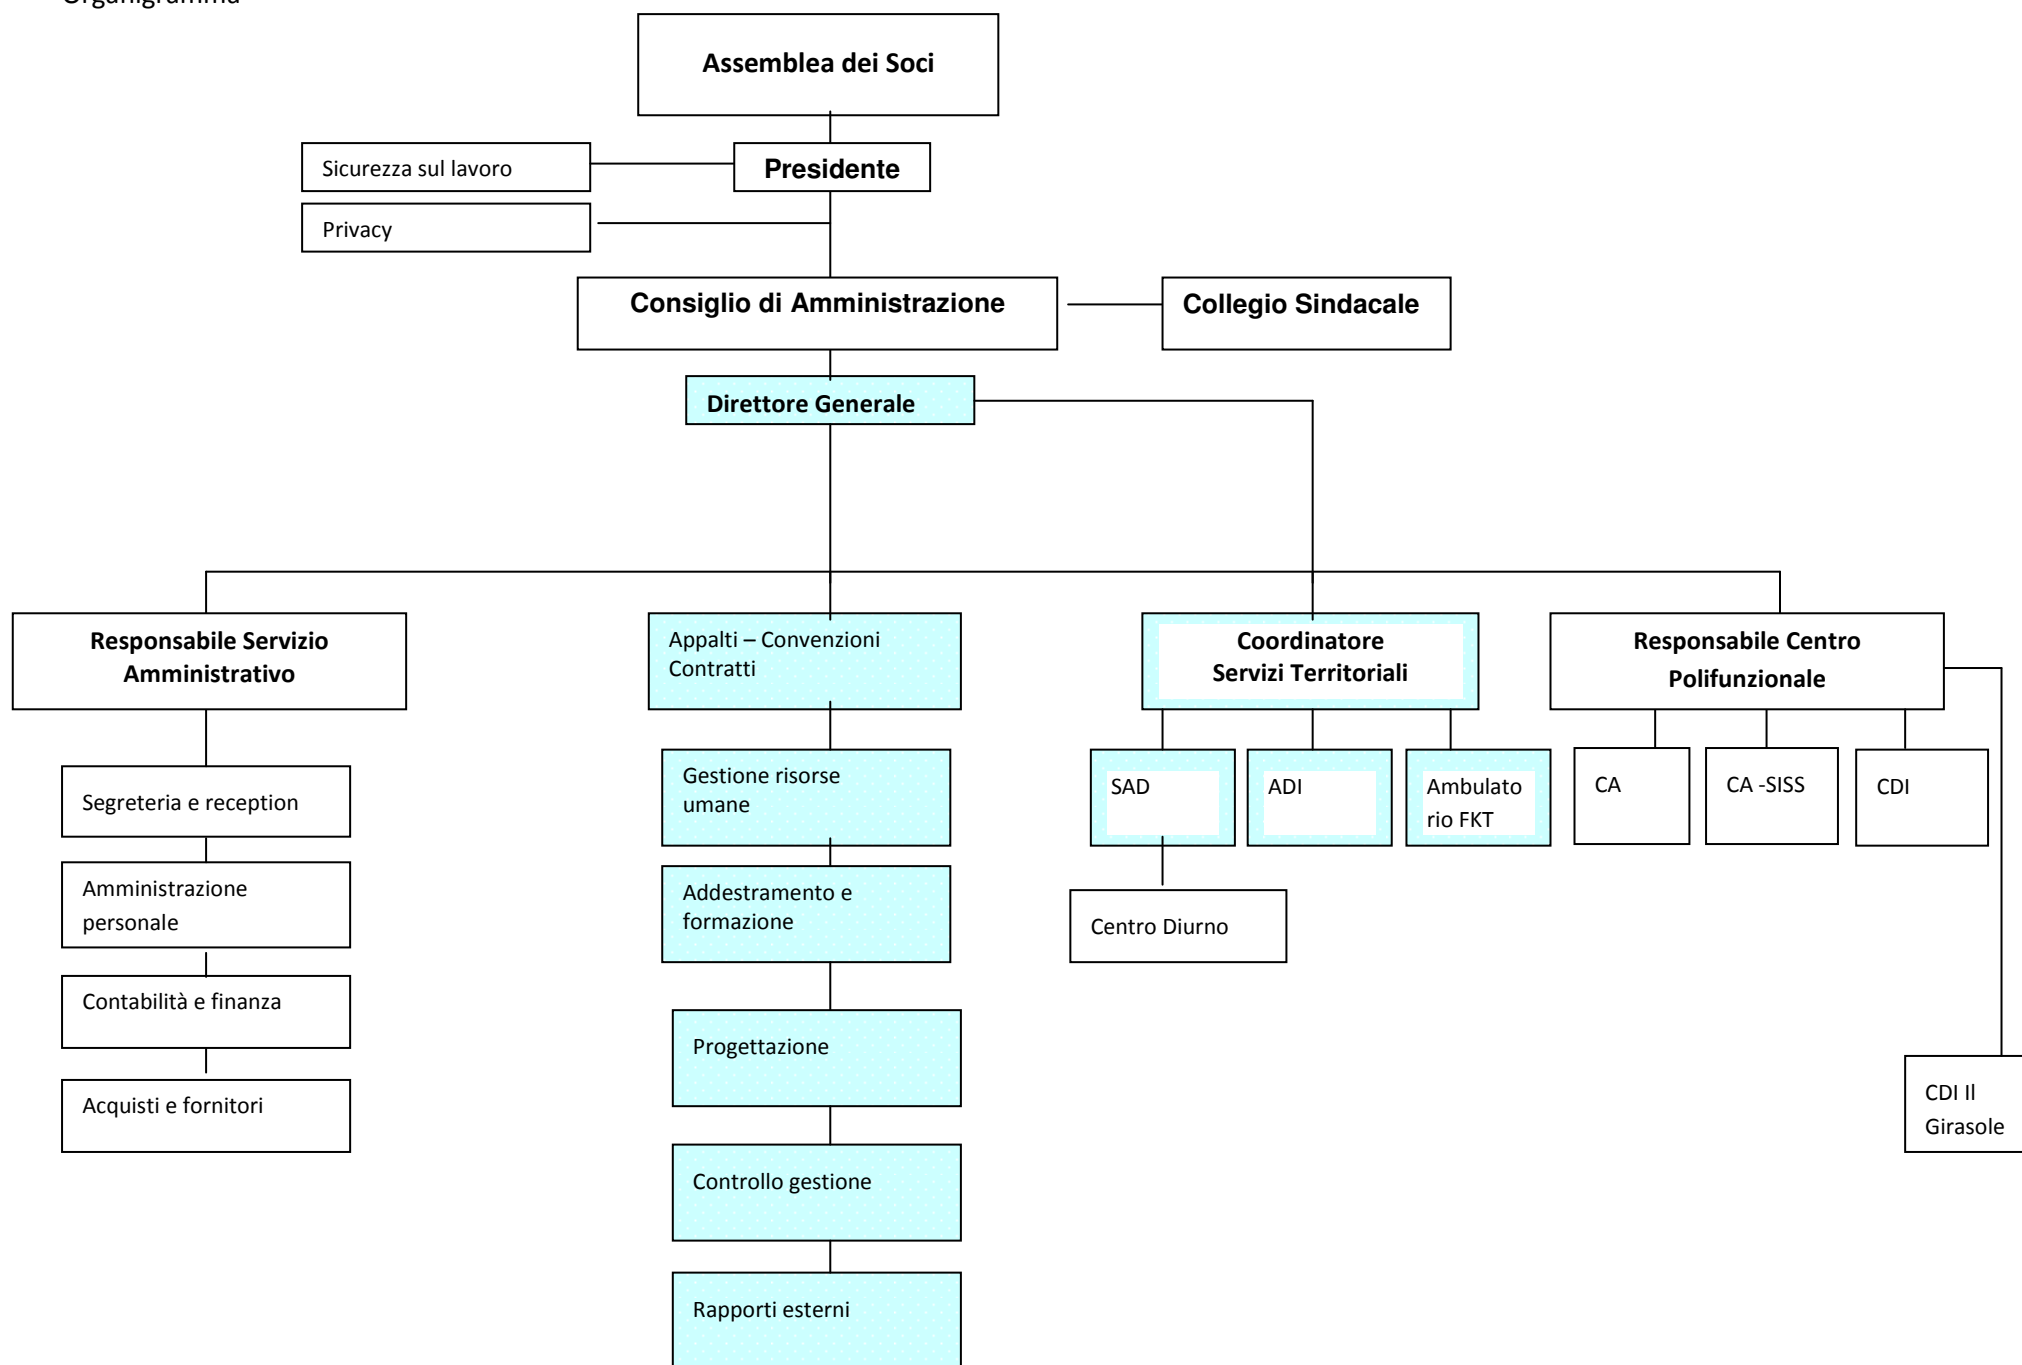 Organigramma
Assemblea dei Soci
Sicurezza sul lavoro
Presidente
Privacy
Consiglio di Amministrazione
Collegio Sindacale
Direttore Generale
Responsabile Servizio
Amministrativo
Appalti – Convenzioni
Contratti
Coordinatore
Servizi Territoriali
Responsabile Centro
Polifunzionale
Segreteria e reception
Amministrazione
personale
Contabilità e finanza
Acquisti e fornitori
Gestione risorse
umane
Addestramento e
formazione
Progettazione
Controllo gestione
Rapporti esterni
SAD
ADI
Ambulato
rio FKT
Centro Diurno
CA
CA -SISS
CDI
CDI Il
Girasole